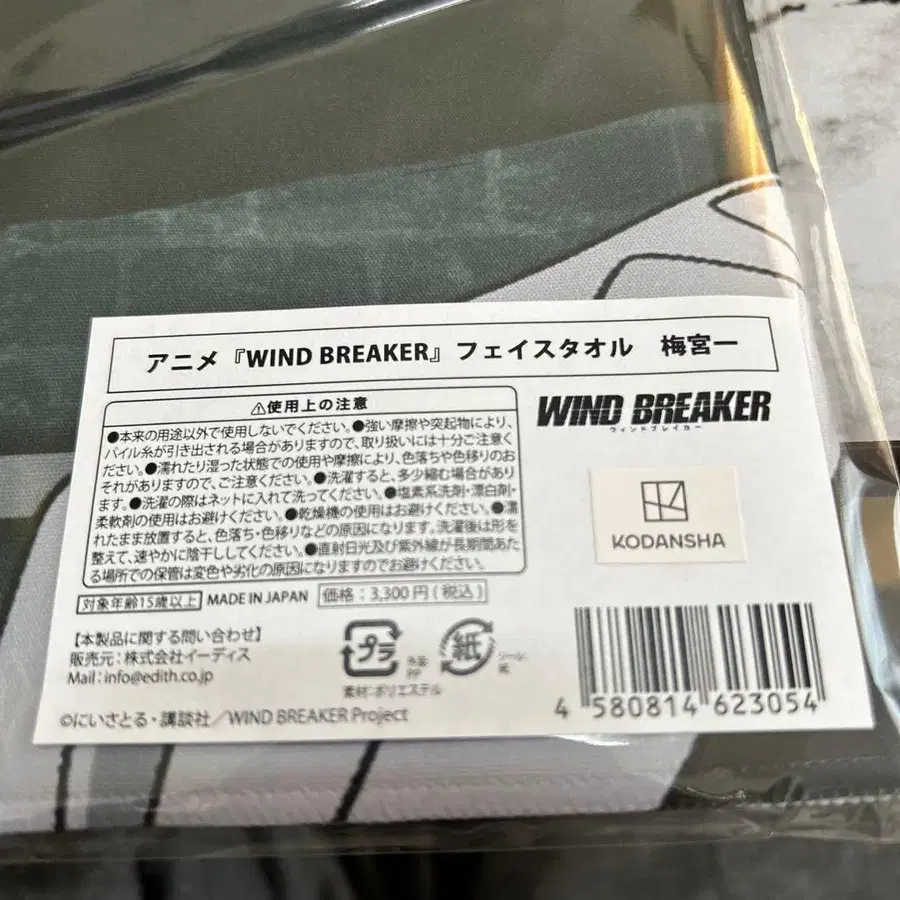 アニメ『WIND BREAKER』フェイスタオル 梅宮一
⚠使用上の注意
●本来の用途以外で使用しないでください。●強い摩擦や突起物により、
パイル糸が引き出される場合がありますので、取り扱いには十分ご注意く
ださい。●濡れたり湿った状態での使用や摩擦により、色落ちや色移りのお
それがありますので、ご注意ください。●洗濯すると、多少縮む場合があり
ます。●洗濯の際はネットに入れて洗ってください。●塩素系洗剤・漂白剤・
柔軟剤の使用はお避けください。●乾燥機の使用はお避けください。●濡
れたまま放置すると、色落ち・色移りなどの原因になります。洗濯後は形を
整えて、速やかに陰干ししてください。●直射日光及び紫外線が長期間あた
る場所での保管は変色や劣化の原因になりますのでお避けください。
対象年齢15歳以上 MADE IN JAPAN 価格：3,300円(税込)
【本製品に関する問い合わせ】
販売元：株式会社イーディス
Mail：info@edith.co.jp
©にいさとる・講談社／WIND BREAKER Project
WIND BREAKER
ウィンドブレイカー
KODANSHA
プラ 外装: PP
紙 シール: 紙
素材：ポリエステル
4 580814 623054